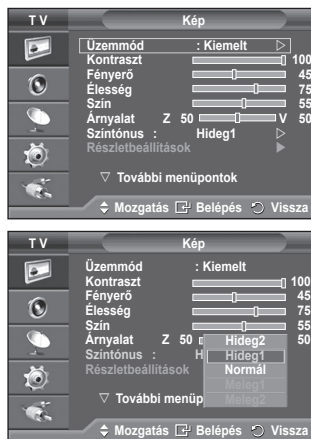 TV Kép
Üzemmód : Kiemelt
Kontraszt 100
Fényerő 45
Élesség 75
Szín 55
Árnyalat Z 50 V 50
Színtónus : Hideg1
Részletbeállítások
▽ További menüpontok
Mozgatás Belépés Vissza
TV Kép
Üzemmód : Kiemelt
Kontraszt 100
Fényerő 45
Élesség 75
Szín 55
Árnyalat Z 50 Hideg2 50
Színtónus : H Hideg1
Részletbeállítások Normál
Meleg1
▽ További menüp Meleg2
Mozgatás Belépés Vissza